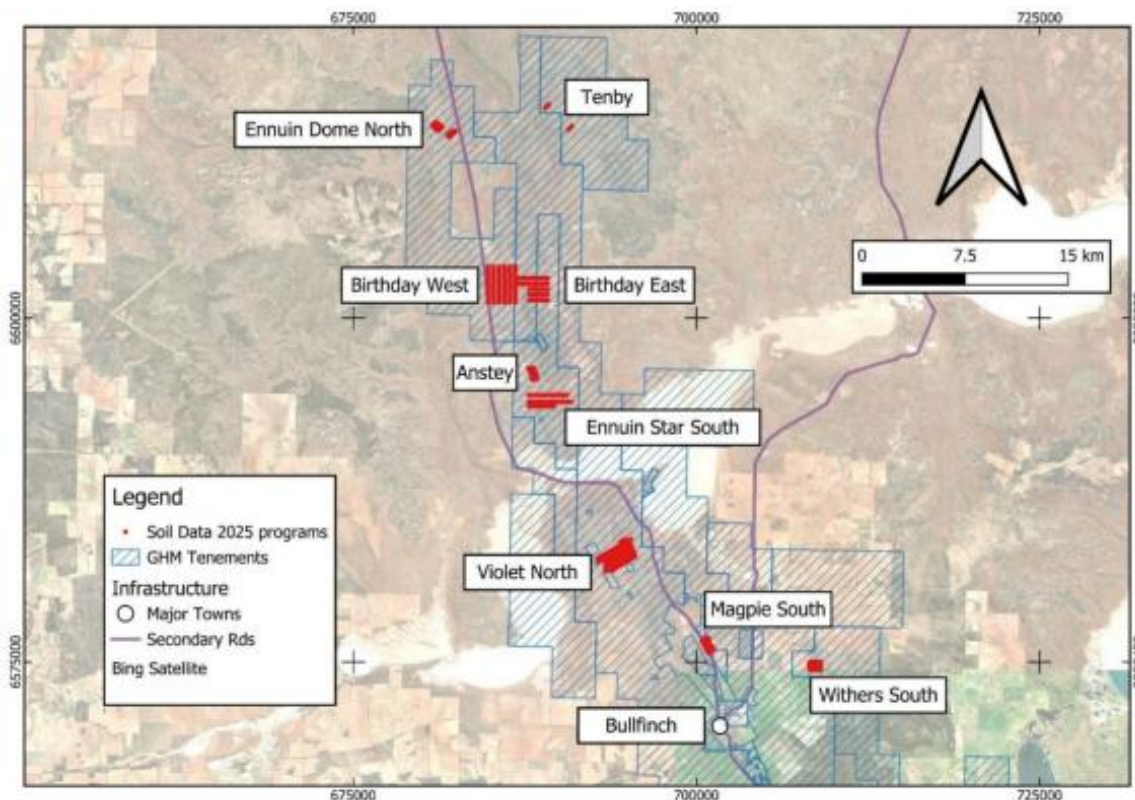 675000
700000
725000
Tenby
Ennuin Dome North
0
7.5
15 km
Birthday West
Birthday East
6600000
Anstey
Ennuin Star South
Legend
Soil Data 2025 programs
GHM Tenements
Infrastructure
Major Towns
Secondary Rds
Bing Satellite
Violet North
Magpie South
6575000
Withers South
Bullfinch
675000
700000
725000